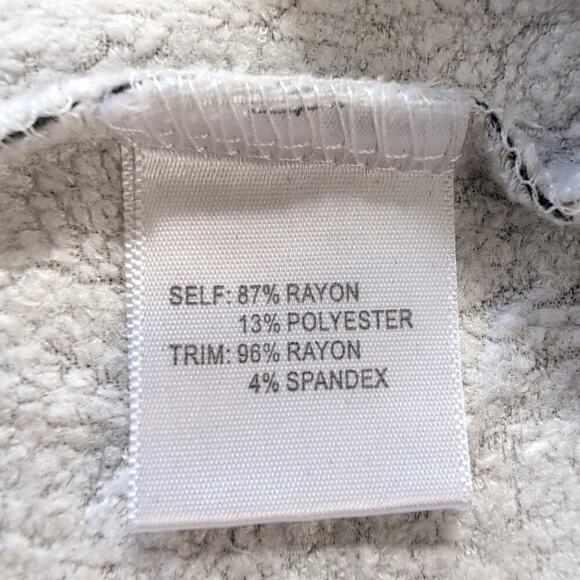 SELF: 87% RAYON
13% POLYESTER
TRIM: 96% RAYON
4% SPANDEX